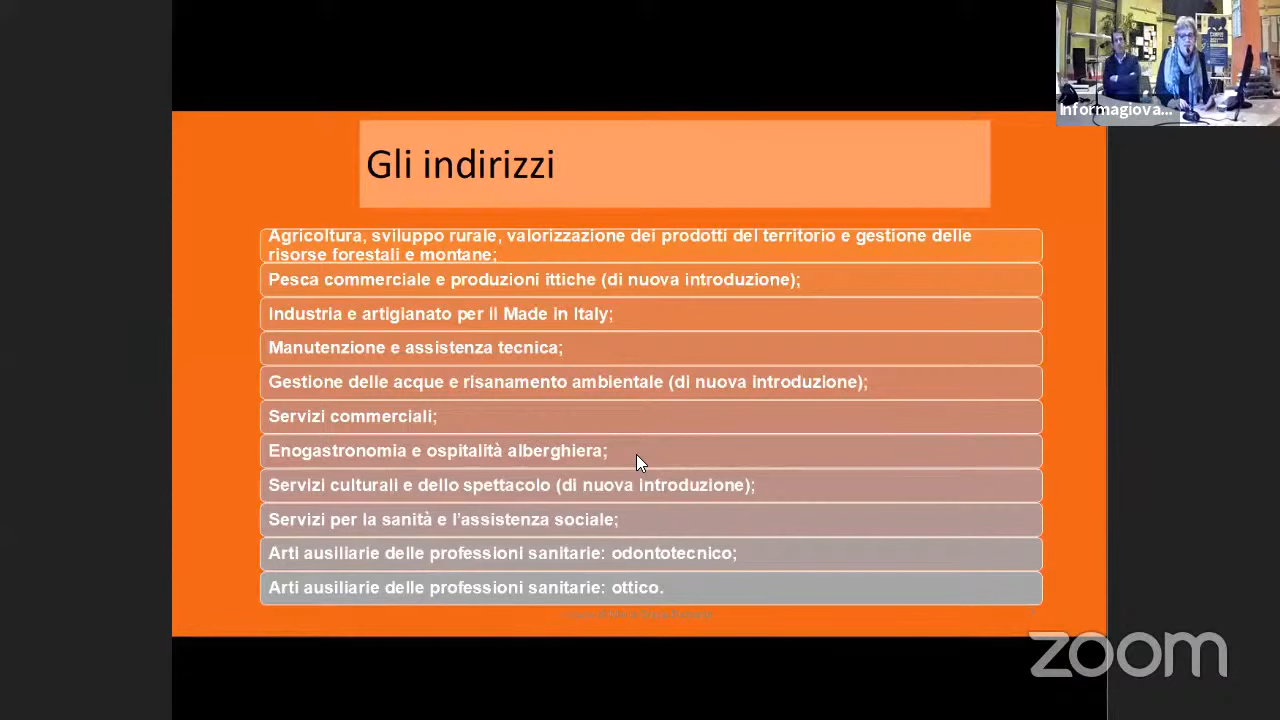 Informagiova...
Gli indirizzi
Agricoltura, sviluppo rurale, valorizzazione dei prodotti del territorio e gestione delle
risorse forestali e montane;
Pesca commerciale e produzioni ittiche (di nuova introduzione);
Industria e artigianato per il Made in Italy;
Manutenzione e assistenza tecnica;
Gestione delle acque e risanamento ambientale (di nuova introduzione);
Servizi commerciali;
Enogastronomia e ospitalità alberghiera;
Servizi culturali e dello spettacolo (di nuova introduzione);
Servizi per la sanità e l’assistenza sociale;
Arti ausiliarie delle professioni sanitarie: odontotecnico;
Arti ausiliarie delle professioni sanitarie: ottico.
zoom